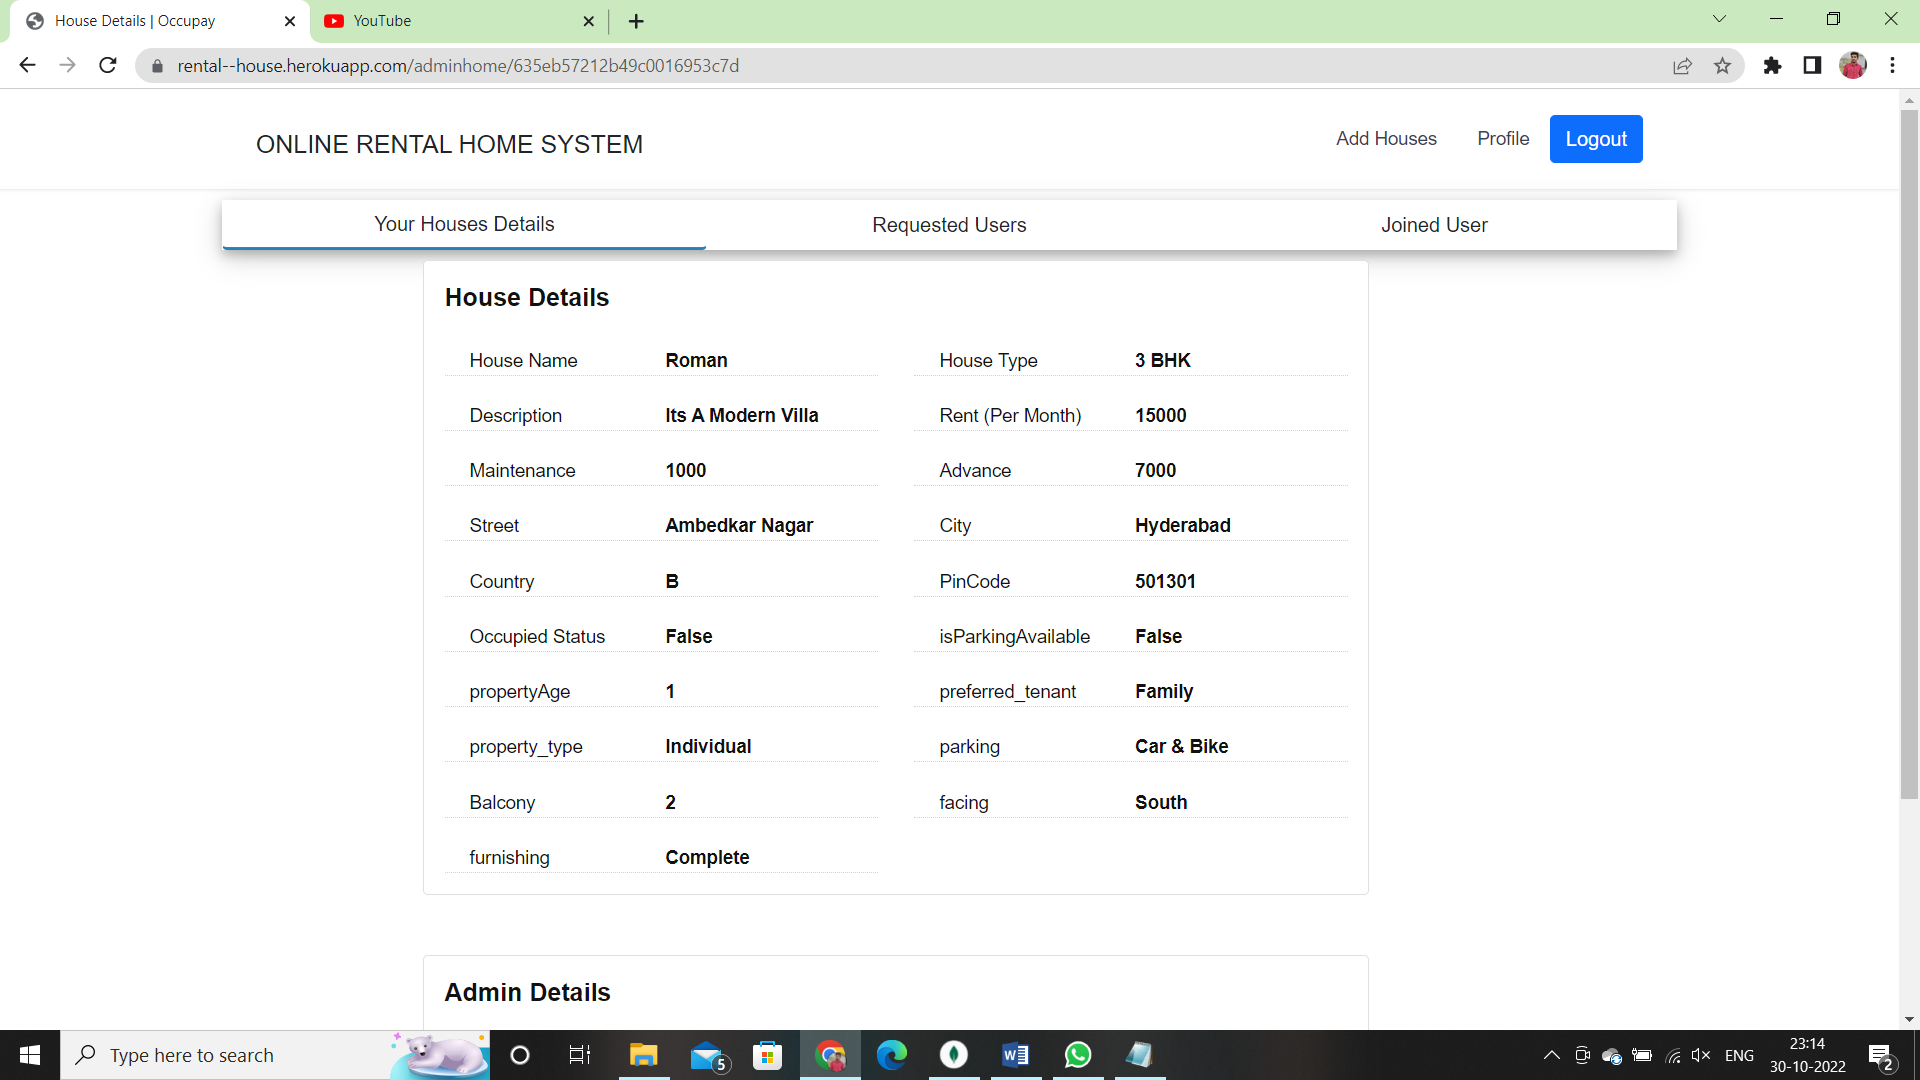 House Details | Occupay
YouTube
rental--house.herokuapp.com/adminhome/635eb57212b49c0016953c7d
ONLINE RENTAL HOME SYSTEM
Add Houses Profile Logout
Your Houses Details Requested Users Joined User
House Details
House Name Roman House Type 3 BHK
Description Its A Modern Villa Rent (Per Month) 15000
Maintenance 1000 Advance 7000
Street Ambedkar Nagar City Hyderabad
Country B PinCode 501301
Occupied Status False isParkingAvailable False
propertyAge 1 preferred_tenant Family
property_type Individual parking Car & Bike
Balcony 2 facing South
furnishing Complete
Admin Details
Type here to search
5
W
ENG
23:14
30-10-2022
2